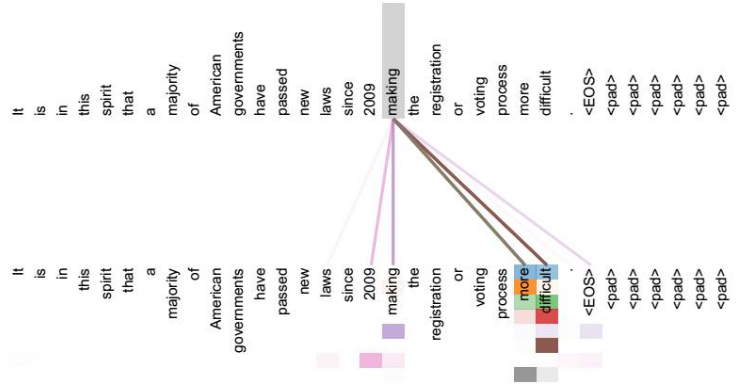 It is in this spirit that a majority of American governments have passed new laws since 2009 making the registration or voting process more difficult . <EOS> <pad> <pad> <pad> <pad> <pad> <pad>
It is in this spirit that a majority of American governments have passed new laws since 2009 making the registration or voting process more difficult . <EOS> <pad> <pad> <pad> <pad> <pad> <pad>